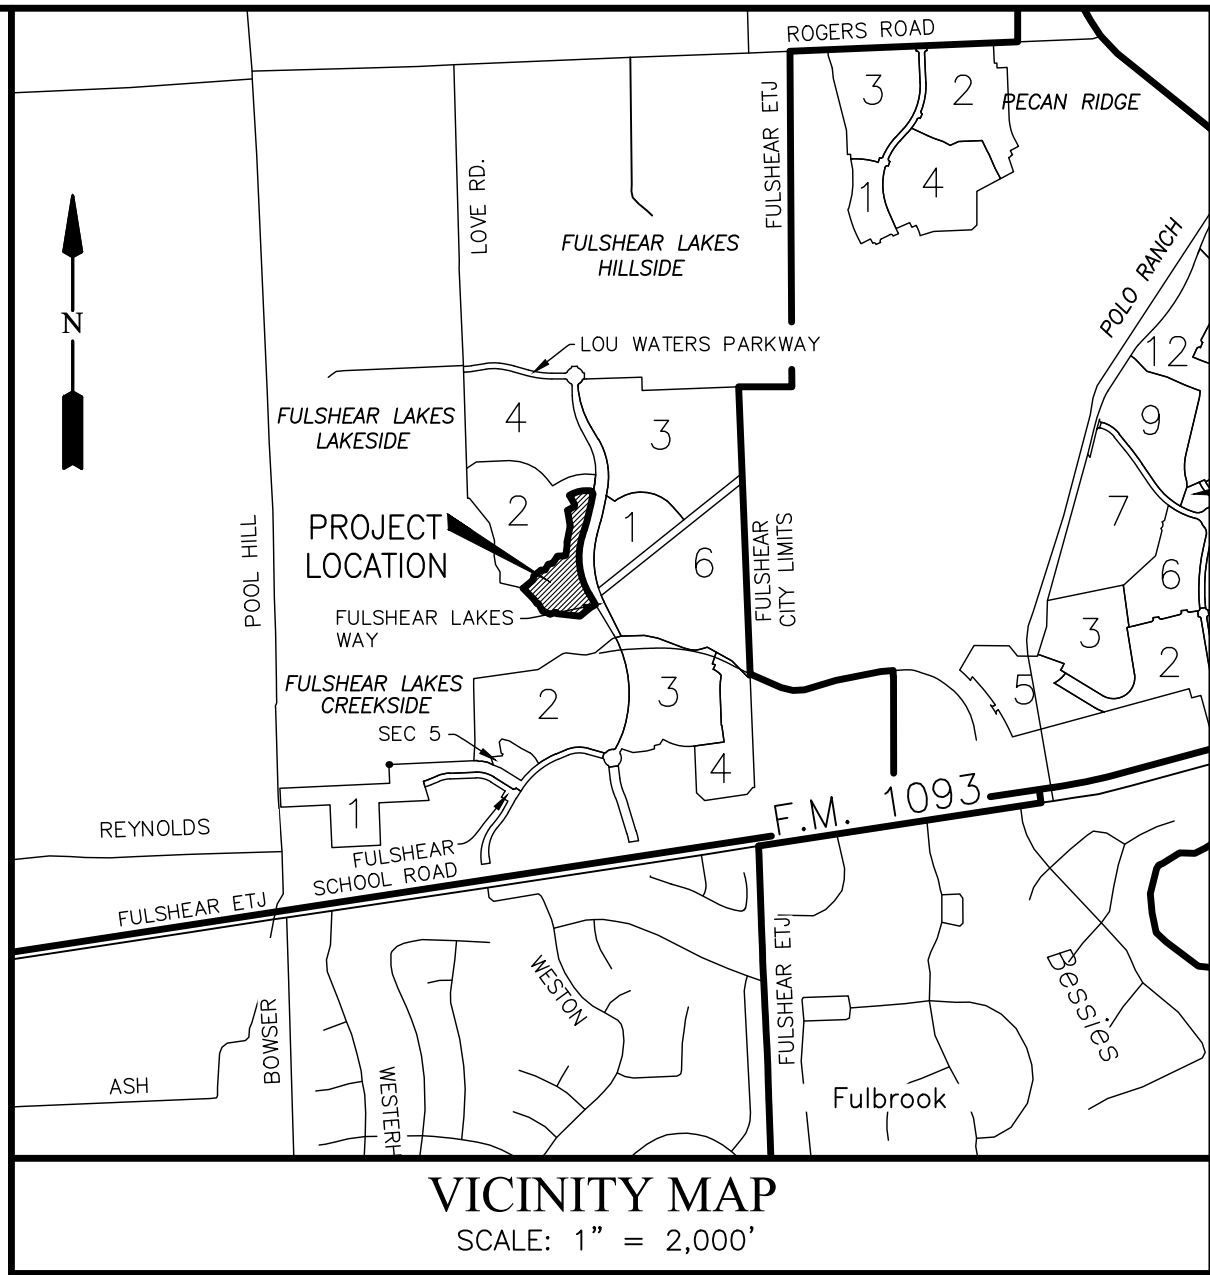 ROGERS ROAD
3
2
PECAN RIDGE
1
4
FULSHEAR ETJ
LOVE RD.
FULSHEAR LAKES
HILLSIDE
N
POLO RANCH
LOU WATERS PARKWAY
12
FULSHEAR LAKES
LAKESIDE
4
3
9
2
1
7
PROJECT
LOCATION
POOL HILL
6
FULSHEAR
CITY LIMITS
6
FULSHEAR LAKES
WAY
3
2
FULSHEAR LAKES
CREEKSIDE
2
3
5
SEC 5
4
1
F.M. 1093
REYNOLDS
FULSHEAR
SCHOOL ROAD
FULSHEAR ETJ
WESTON
FULSHEAR ETJ
Bessies
BOWSER
ASH
WESTERH
Fulbrook
VICINITY MAP
SCALE: 1” = 2,000’